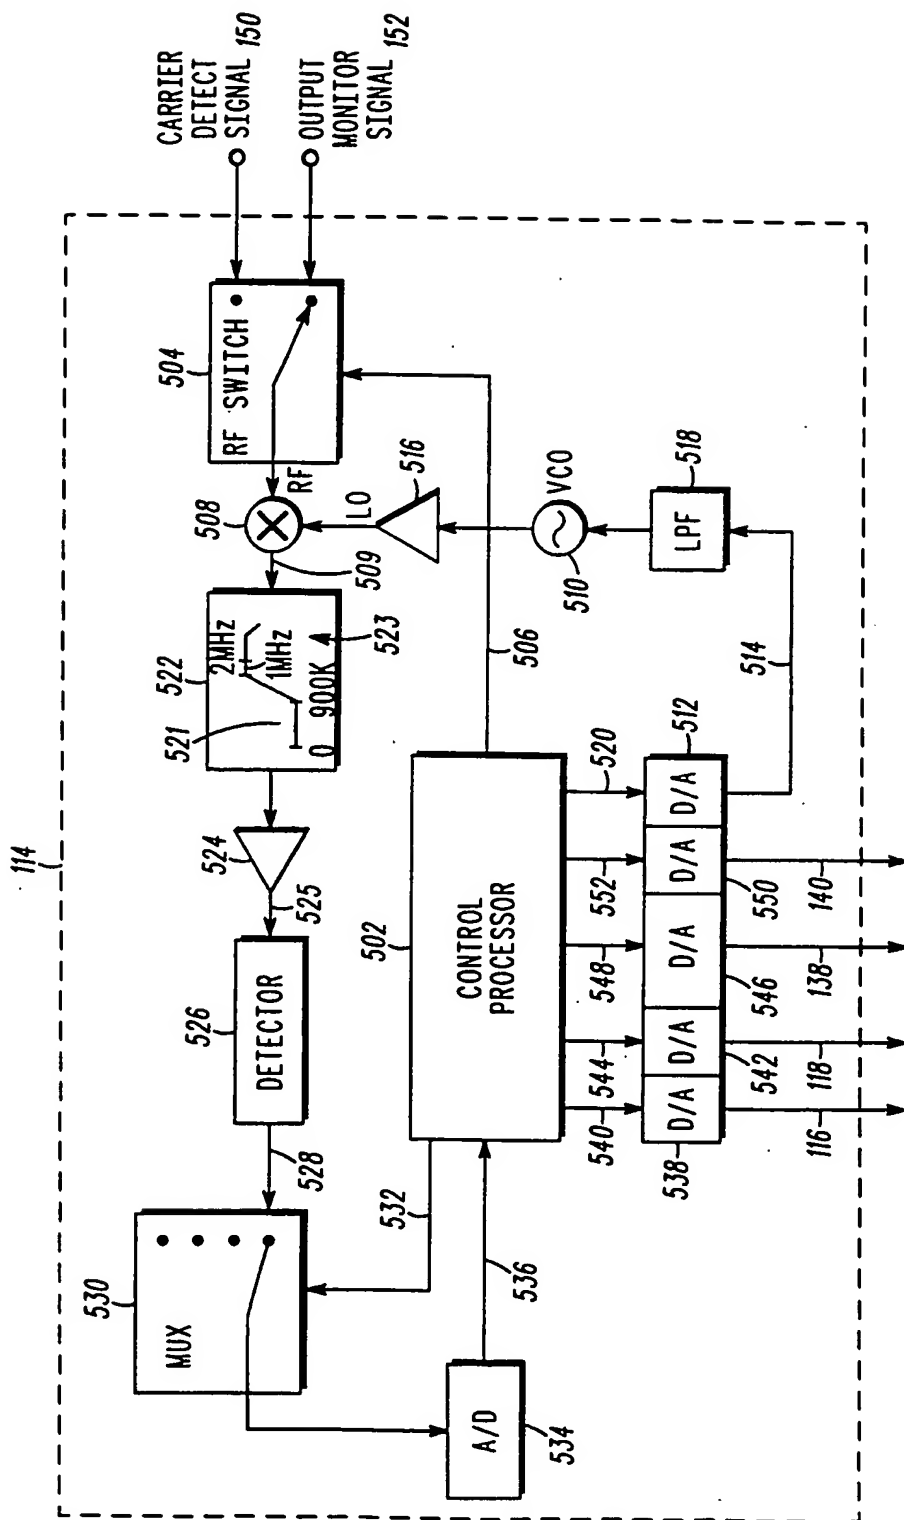 114
CARRIER
DETECT
SIGNAL 150
OUTPUT
MONITOR
SIGNAL 152
504
RF SWITCH
RF
508
509
LO
516
VCO
510
518
LPF
514
506
522
2MHz
1MHz
521
0 900K
523
524
525
526
DETECTOR
528
530
MUX
532
536
A/D
534
502
CONTROL
PROCESSOR
540
544
548
552
520
512
D/A
D/A
D/A
D/A
D/A
538
542
546
550
116
118
138
140